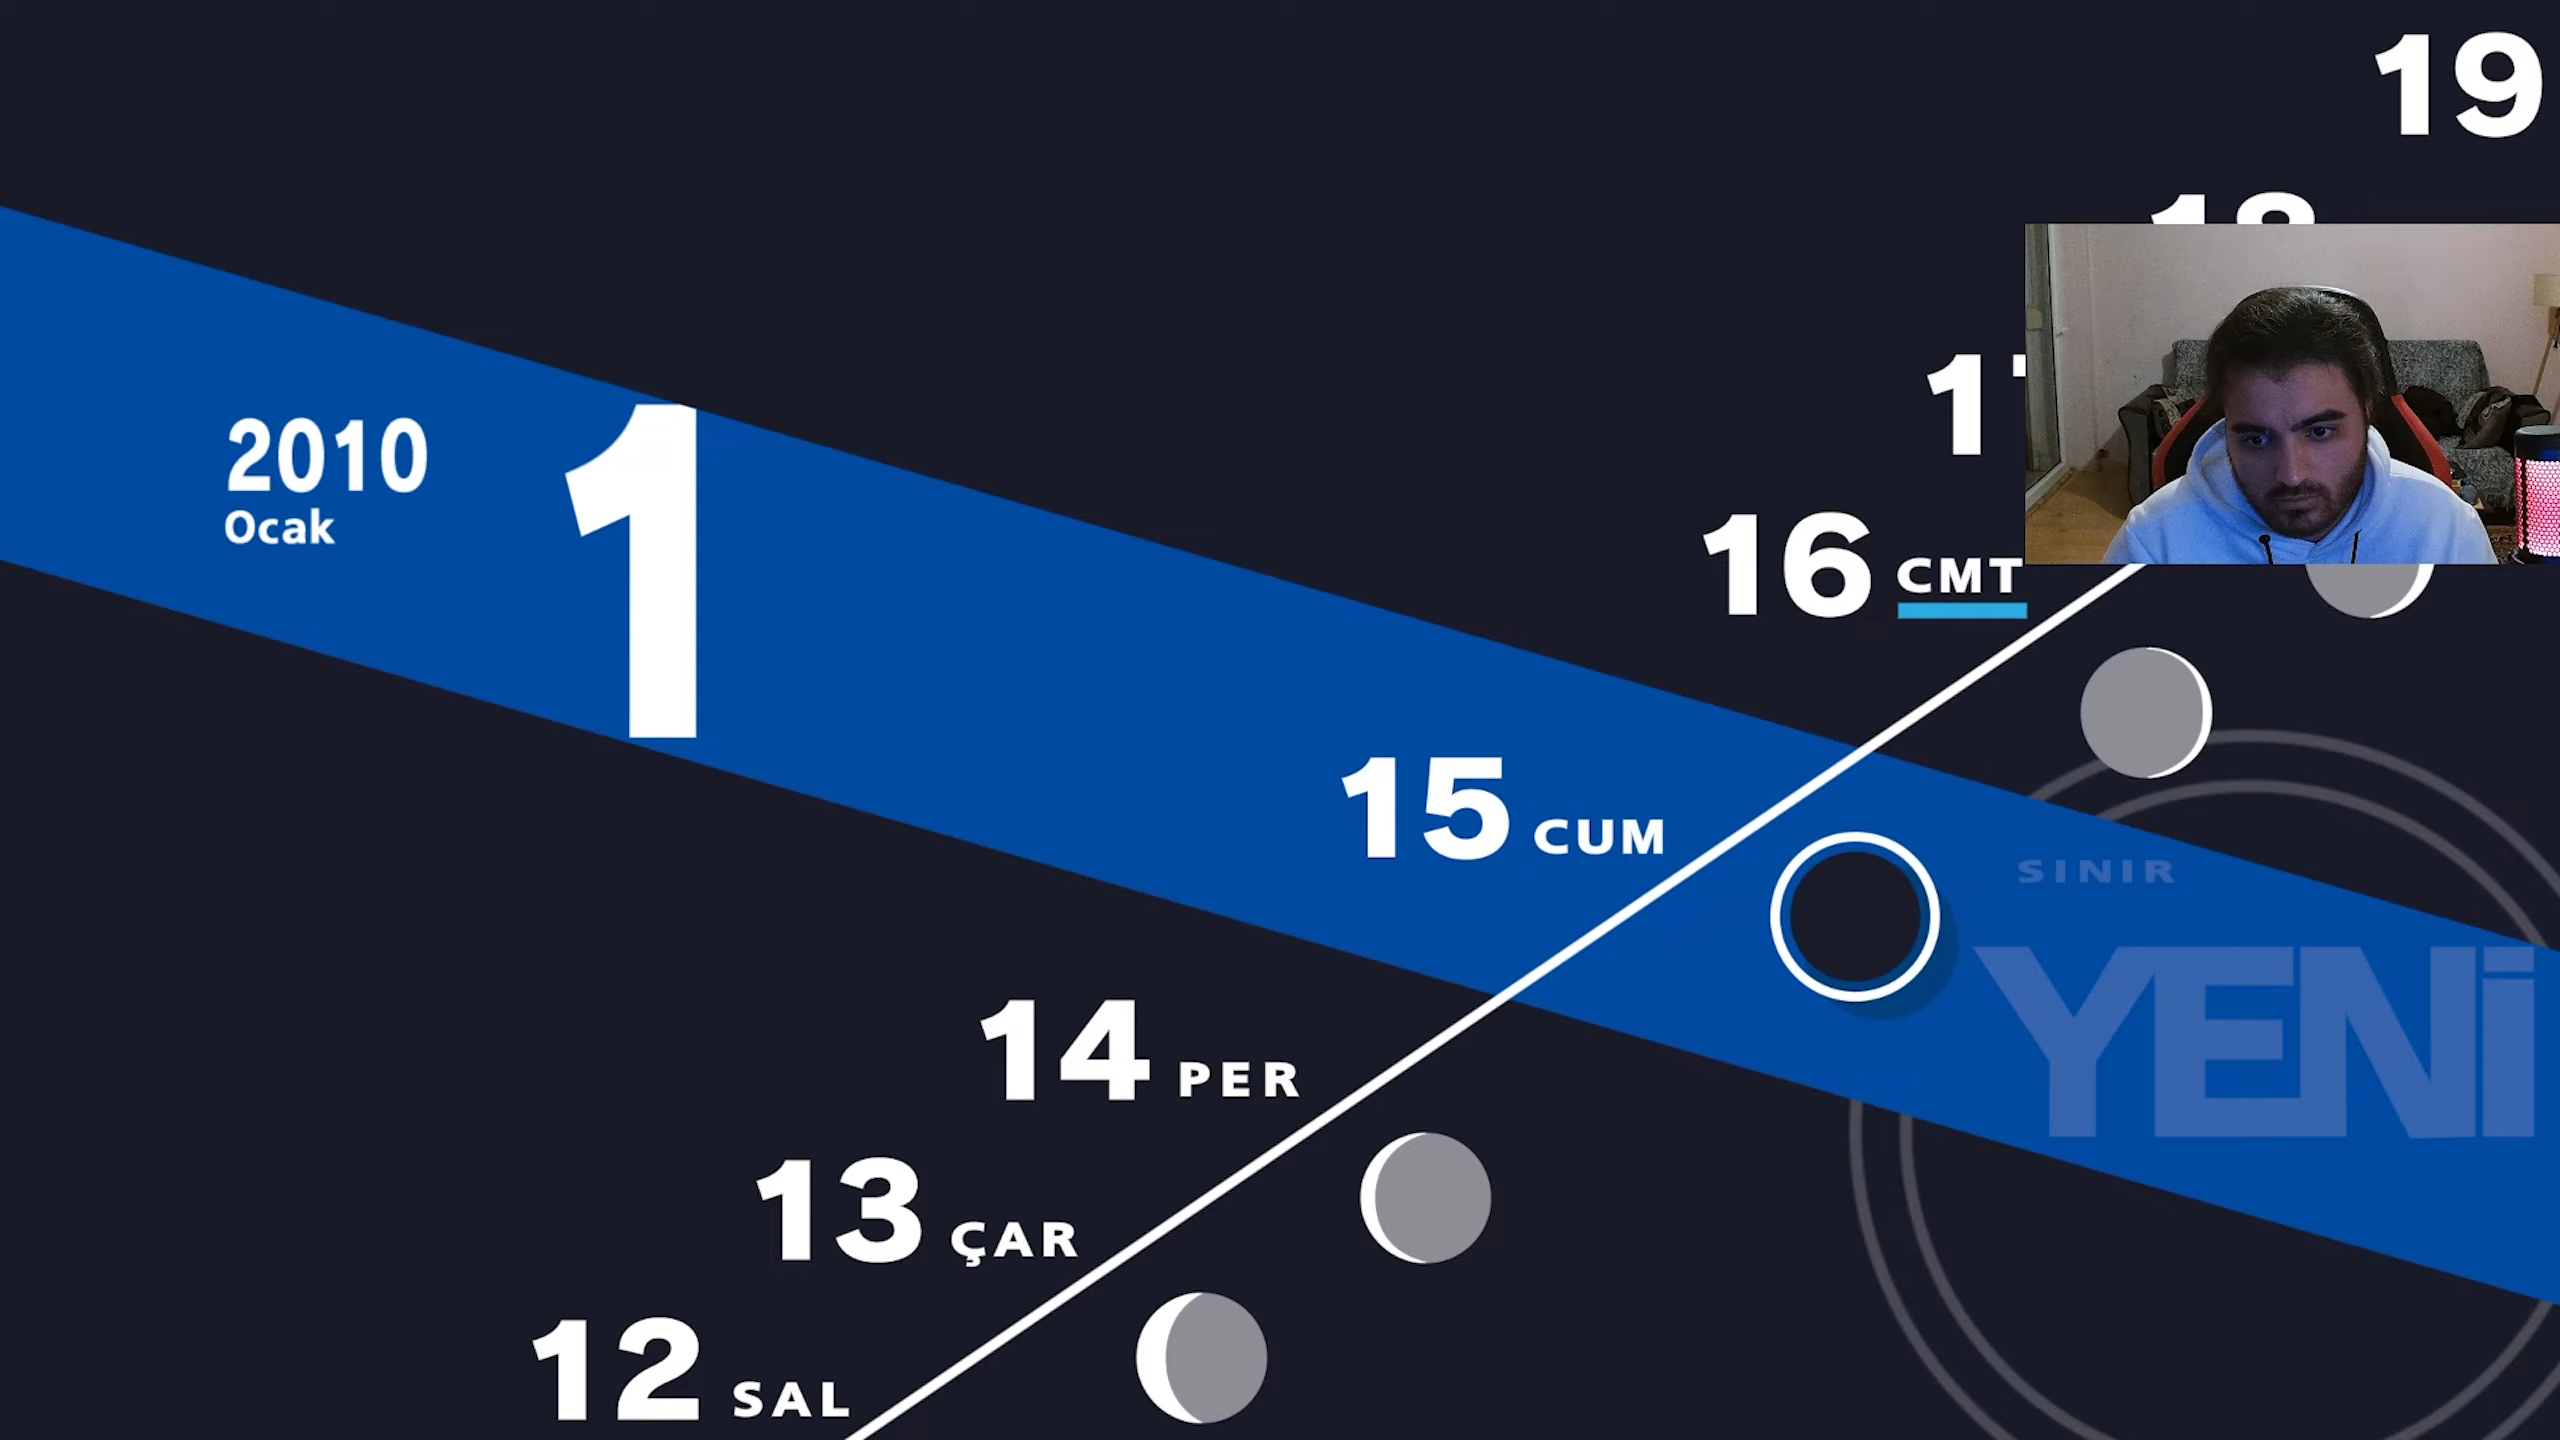 19
2010
Ocak
1
16 CMT
15 CUM
SINIR
YENİ
14 PER
13 ÇAR
12 SAL